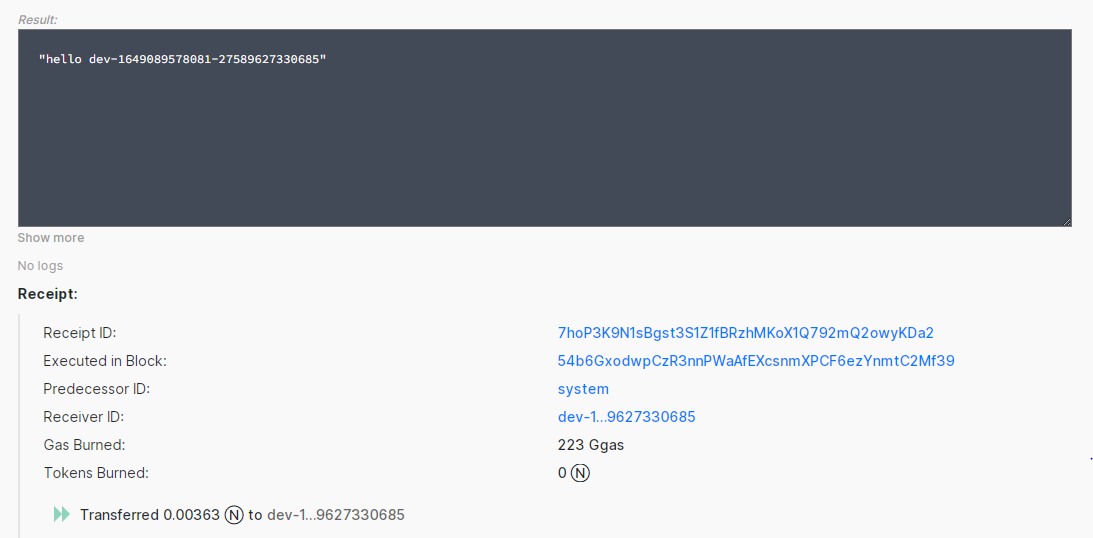 Result:
"hello dev-1649089578081-27589627330685"
Show more
No logs
Receipt:
Receipt ID: 7hoP3K9N1sBgst3S1Z1fBRzhMKoX1Q792mQ2owyKDa2
Executed in Block: 54b6GxodwpCzR3nnPWaAfEXcsnmXPCF6ezYnmtC2Mf39
Predecessor ID: system
Receiver ID: dev-1...9627330685
Gas Burned: 223 Ggas
Tokens Burned: 0 Ⓝ
Transferred 0.00363 Ⓝ to dev-1...9627330685